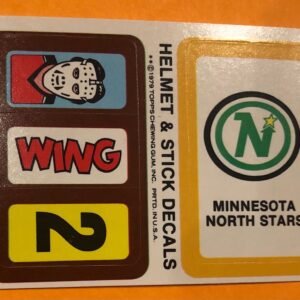 WING
2
HELMET & STICK DECALS
**©1979 TOPPS CHEWING GUM, INC. PRTD. IN U.S.A.
N
MINNESOTA
NORTH STARS